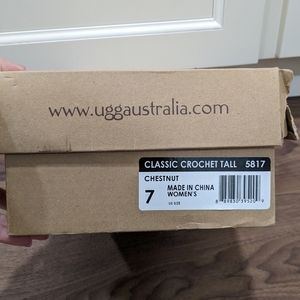 www.uggaustralia.com
CLASSIC CROCHET TALL 5817
CHESTNUT
7 MADE IN CHINA
WOMEN'S
US SIZE